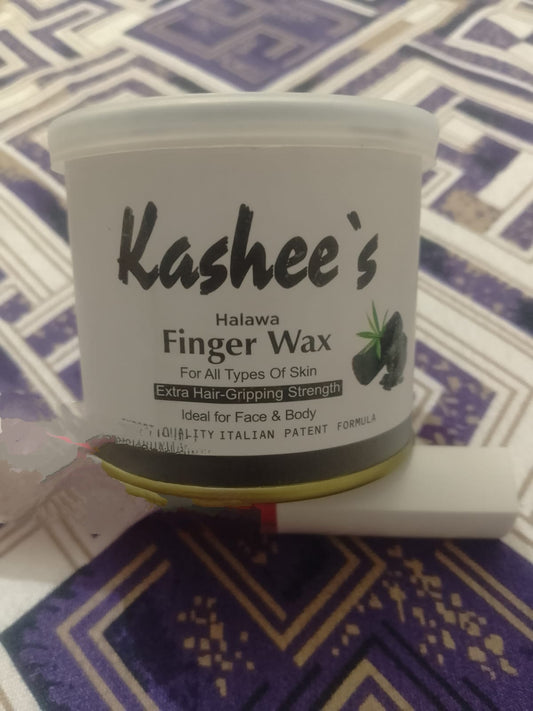 Kashee`s
Halawa
Finger Wax
For All Types Of Skin
Extra Hair-Gripping Strength
Ideal for Face & Body
ITALIAN PATENT FORMULA